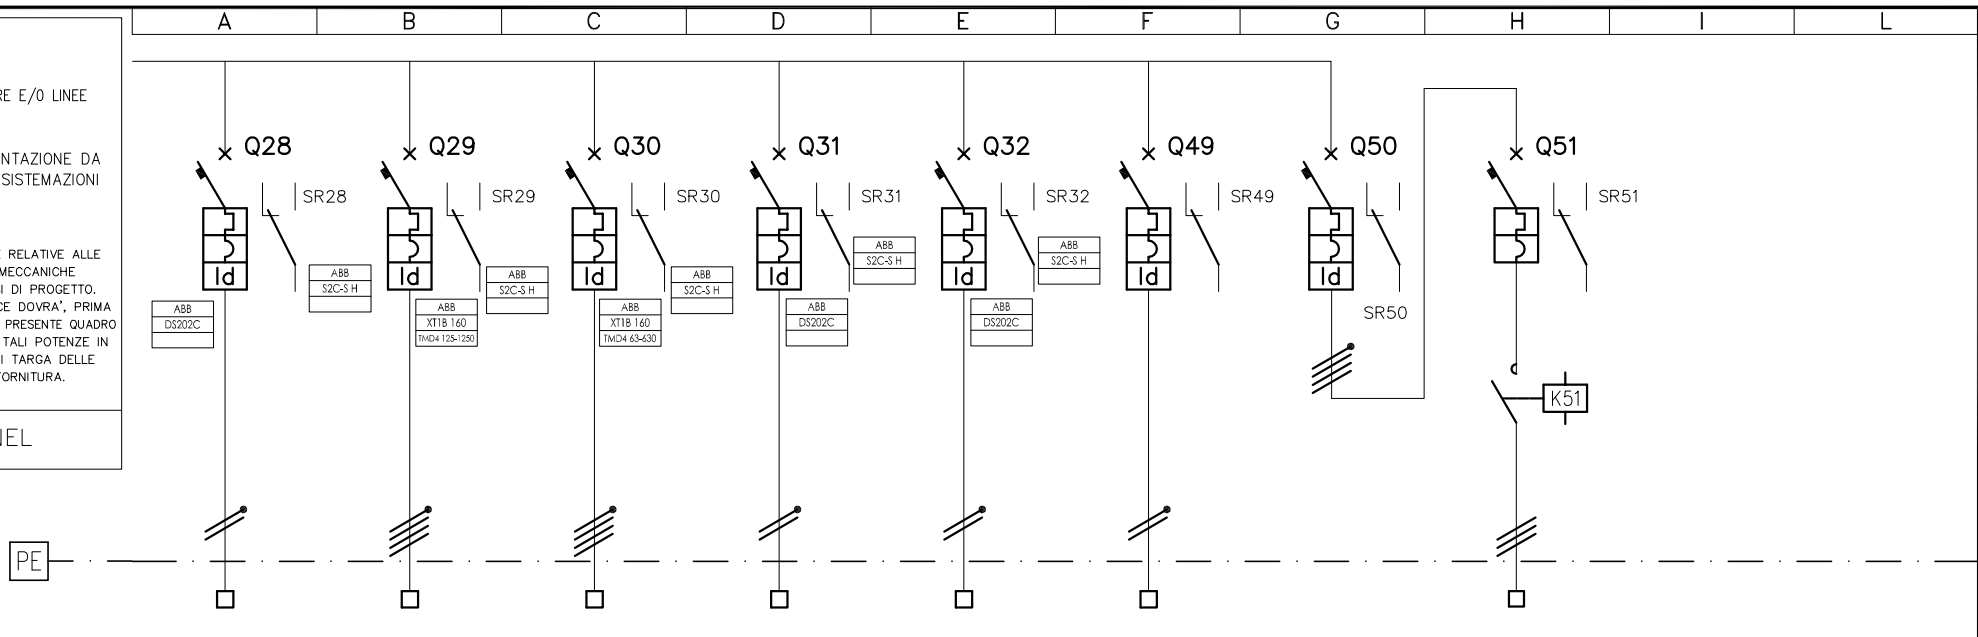 A B C D E F G H I L
RE E/O LINEE
NTAZIONE DA
SISTEMAZIONI
RELATIVE ALLE
MECCANICHE
I DI PROGETTO.
CE DOVRA', PRIMA
PRESENTE QUADRO
TALI POTENZE IN
I TARGA DELLE
FORNITURA.
NEL
PE
Q28
SR28
Id
ABB
DS202C
ABB
S2C-S H
Q29
SR29
Id
ABB
XT1B 160
TMD4 125-1250
ABB
S2C-S H
Q30
SR30
Id
ABB
XT1B 160
TMD4 63-630
ABB
S2C-S H
Q31
SR31
Id
ABB
DS202C
ABB
S2C-S H
Q32
SR32
Id
ABB
DS202C
ABB
S2C-S H
Q49
SR49
Id
Q50
Id
SR50
Q51
SR51
K51